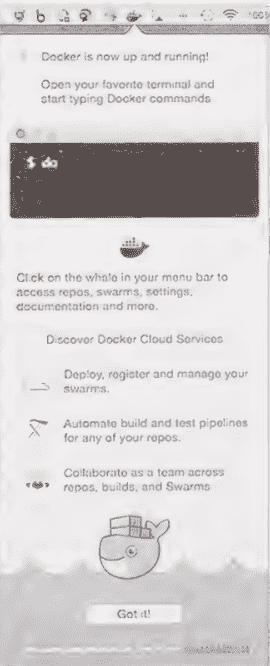 Docker is now up and running!
Open your favorite terminal and
start typing Docker commands
$ do
Click on the whale in your menu bar to
access repos, swarms, settings,
documentation and more.
Discover Docker Cloud Services
Deploy, register and manage your
swarms.
Automate build and test pipelines
for any of your repos.
Collaborate as a team across
repos, builds, and Swarms
Got it!